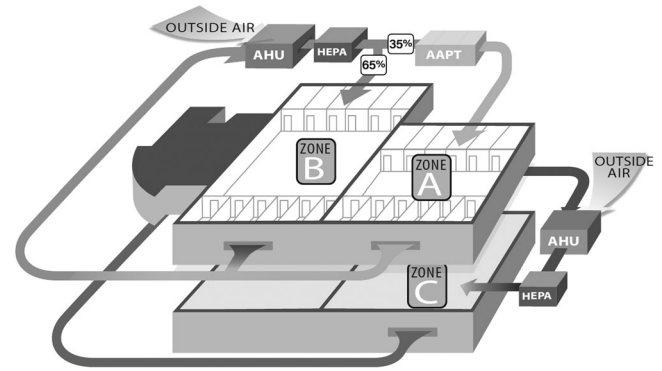 OUTSIDE AIR
AHU
HEPA
35%
AAPT
65%
ZONE
B
ZONE
A
OUTSIDE
AIR
AHU
ZONE
C
HEPA